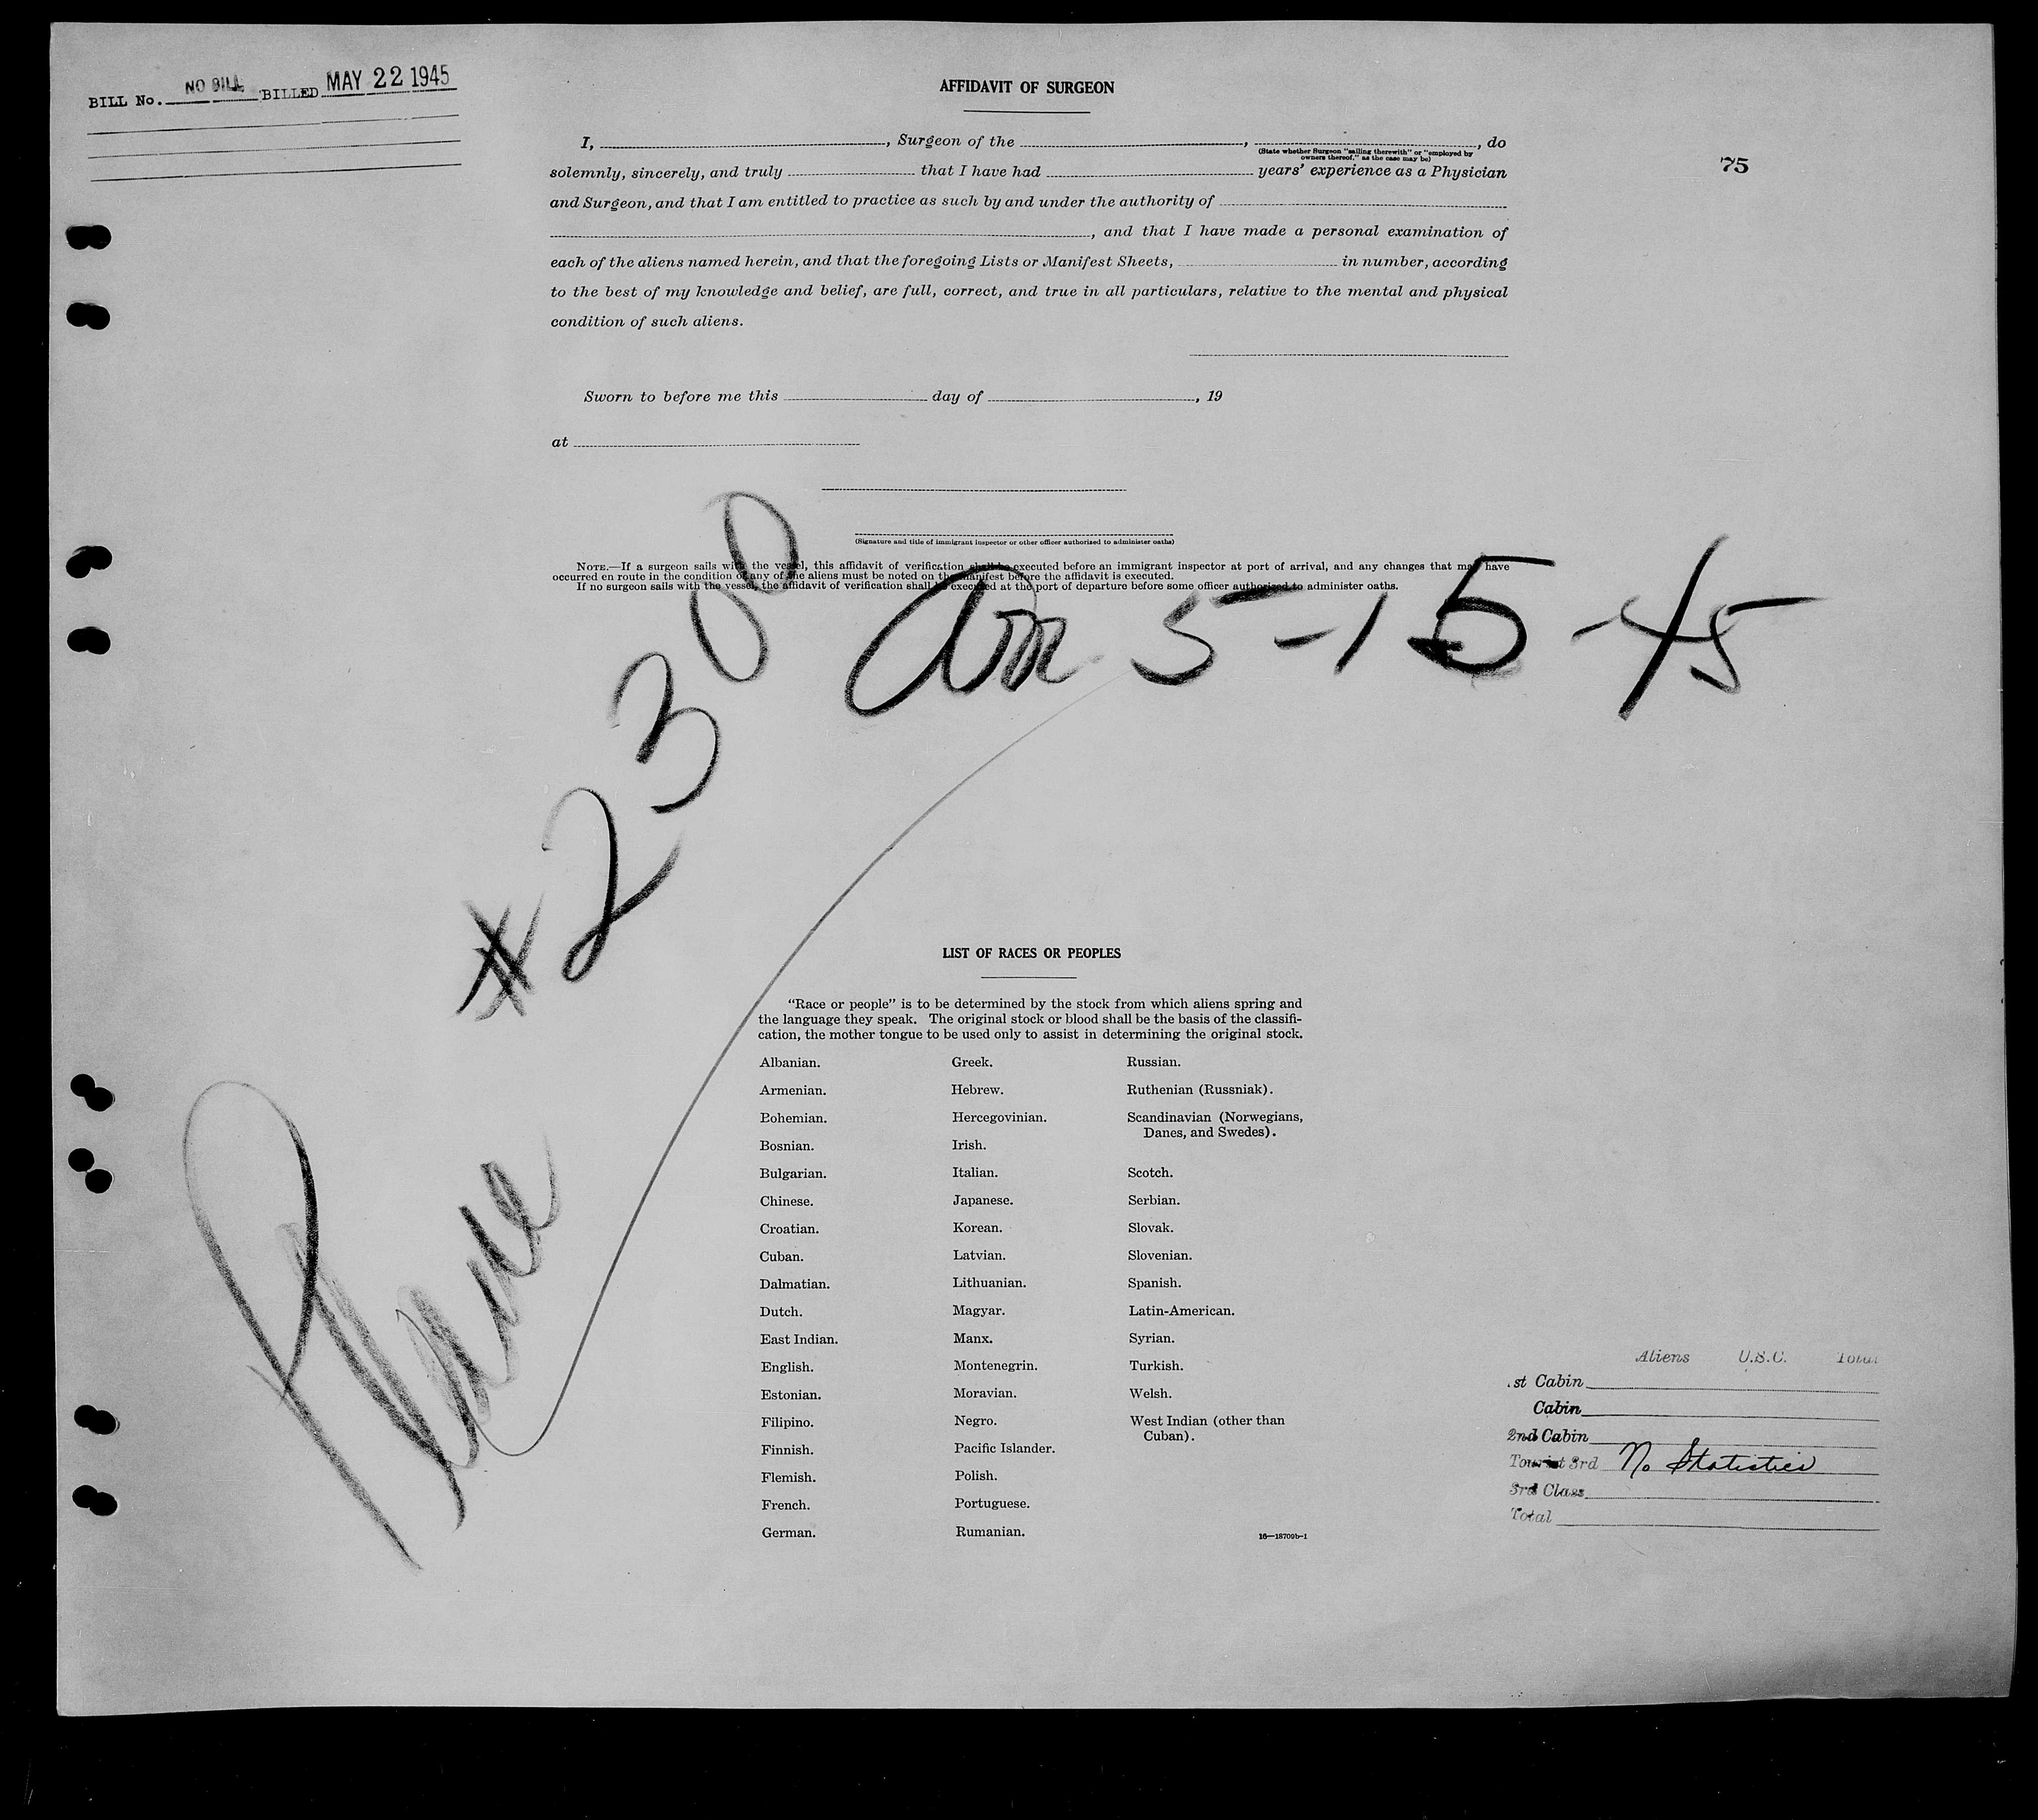 BILL No. NO BILL BILLED MAY 22 1945
AFFIDAVIT OF SURGEON
75
I, , Surgeon of the , , do
(State whether Surgeon "sailing therewith" or "employed by
owners thereof," as the case may be)
solemnly, sincerely, and truly that I have had years' experience as a Physician
and Surgeon, and that I am entitled to practice as such by and under the authority of
, and that I have made a personal examination of
each of the aliens named herein, and that the foregoing Lists or Manifest Sheets, in number, according
to the best of my knowledge and belief, are full, correct, and true in all particulars, relative to the mental and physical
condition of such aliens.
Sworn to before me this day of , 19
at
(Signature and title of immigrant inspector or other officer authorized to administer oaths)
NOTE.—If a surgeon sails with the vessel, this affidavit of verification shall be executed before an immigrant inspector at port of arrival, and any changes that may have
occurred en route in the condition of any of the aliens must be noted on the manifest before the affidavit is executed.
If no surgeon sails with the vessel, the affidavit of verification shall be executed at the port of departure before some officer authorized to administer oaths.
Plane #2300
Arr 5-15-45
LIST OF RACES OR PEOPLES
"Race or people" is to be determined by the stock from which aliens spring and
the language they speak. The original stock or blood shall be the basis of the classifi-
cation, the mother tongue to be used only to assist in determining the original stock.
Albanian.
Armenian.
Bohemian.
Bosnian.
Bulgarian.
Chinese.
Croatian.
Cuban.
Dalmatian.
Dutch.
East Indian.
English.
Estonian.
Filipino.
Finnish.
Flemish.
French.
German.
Greek.
Hebrew.
Hercegovinian.
Irish.
Italian.
Japanese.
Korean.
Latvian.
Lithuanian.
Magyar.
Manx.
Montenegrin.
Moravian.
Negro.
Pacific Islander.
Polish.
Portuguese.
Rumanian.
Russian.
Ruthenian (Russniak).
Scandinavian (Norwegians,
Danes, and Swedes).
Scotch.
Serbian.
Slovak.
Slovenian.
Spanish.
Latin-American.
Syrian.
Turkish.
Welsh.
West Indian (other than
Cuban).
16—18709b-1
Aliens U.S.C. Total
st Cabin
Cabin
2nd Cabin
Tourist 3rd No Statistics
3rd Class
Total